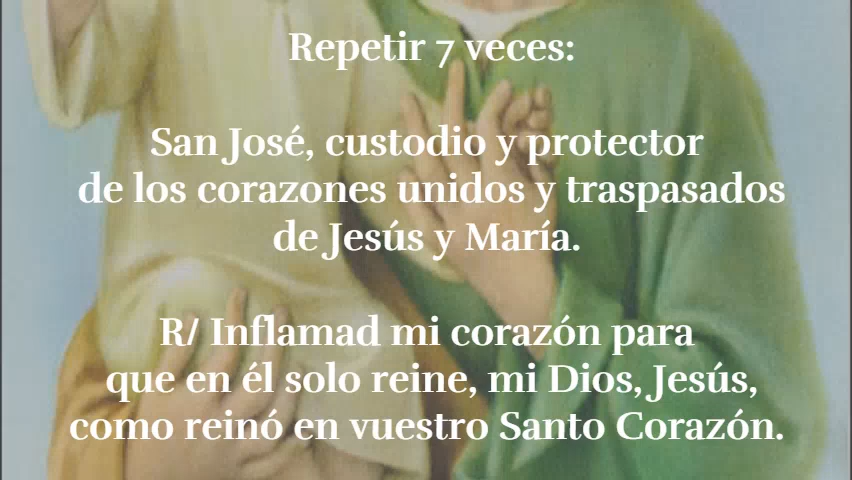 Repetir 7 veces:
San José, custodio y protector
de los corazones unidos y traspasados
de Jesús y María.
R/ Inflamad mi corazón para
que en él solo reine, mi Dios, Jesús,
como reinó en vuestro Santo Corazón.